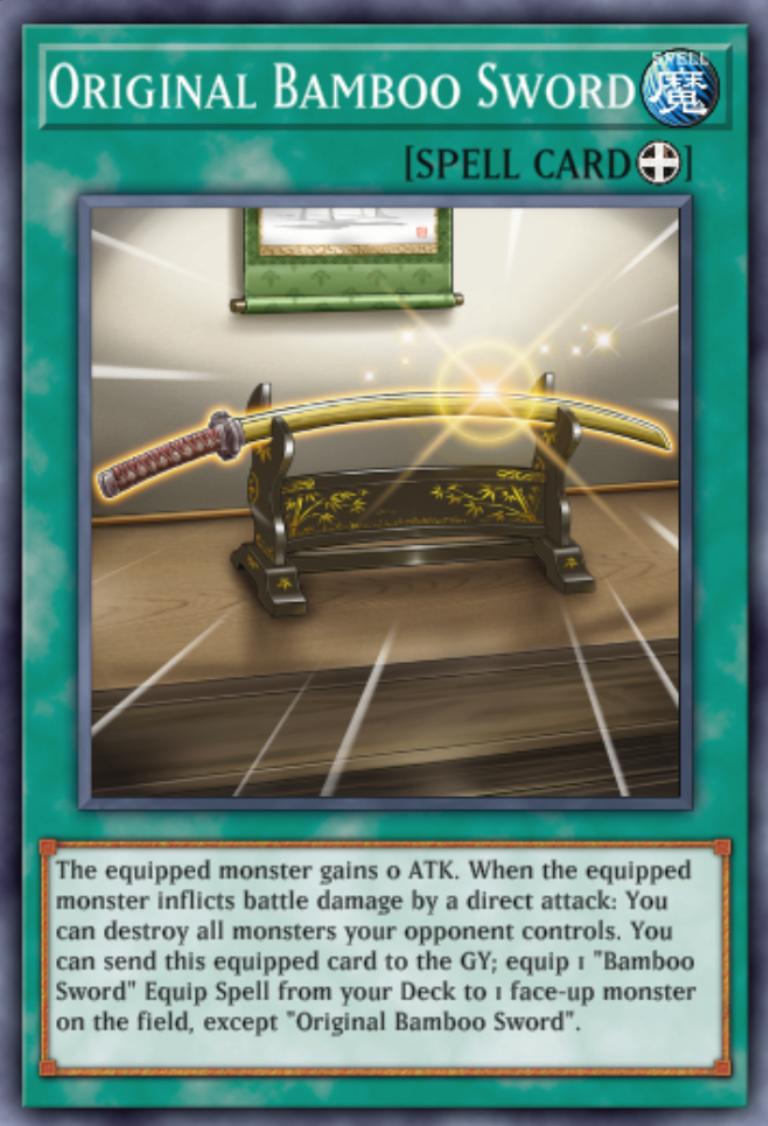 ORIGINAL BAMBOO SWORD
SPELL
魔
[SPELL CARD]
The equipped monster gains 0 ATK. When the equipped
monster inflicts battle damage by a direct attack: You
can destroy all monsters your opponent controls. You
can send this equipped card to the GY; equip 1 "Bamboo
Sword" Equip Spell from your Deck to 1 face-up monster
on the field, except "Original Bamboo Sword".